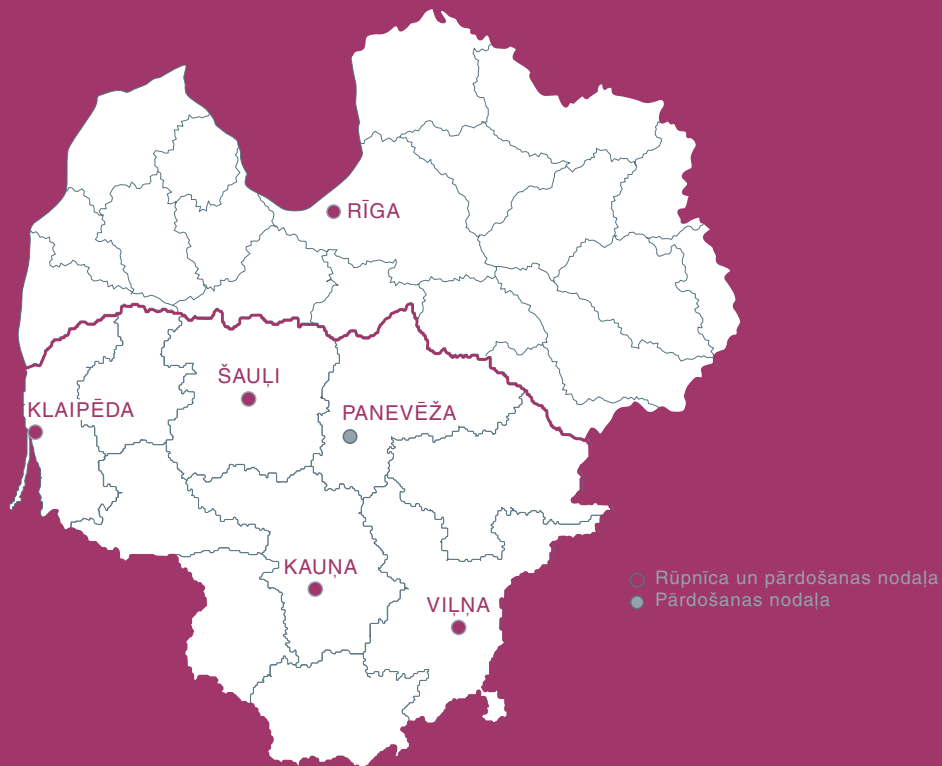 RĪGA
ŠAUĻI
KLAIPĒDA
PANEVĒŽA
KAUŅA
VIĻŅA
Rūpnīca un pārdošanas nodaļa
Pārdošanas nodaļa